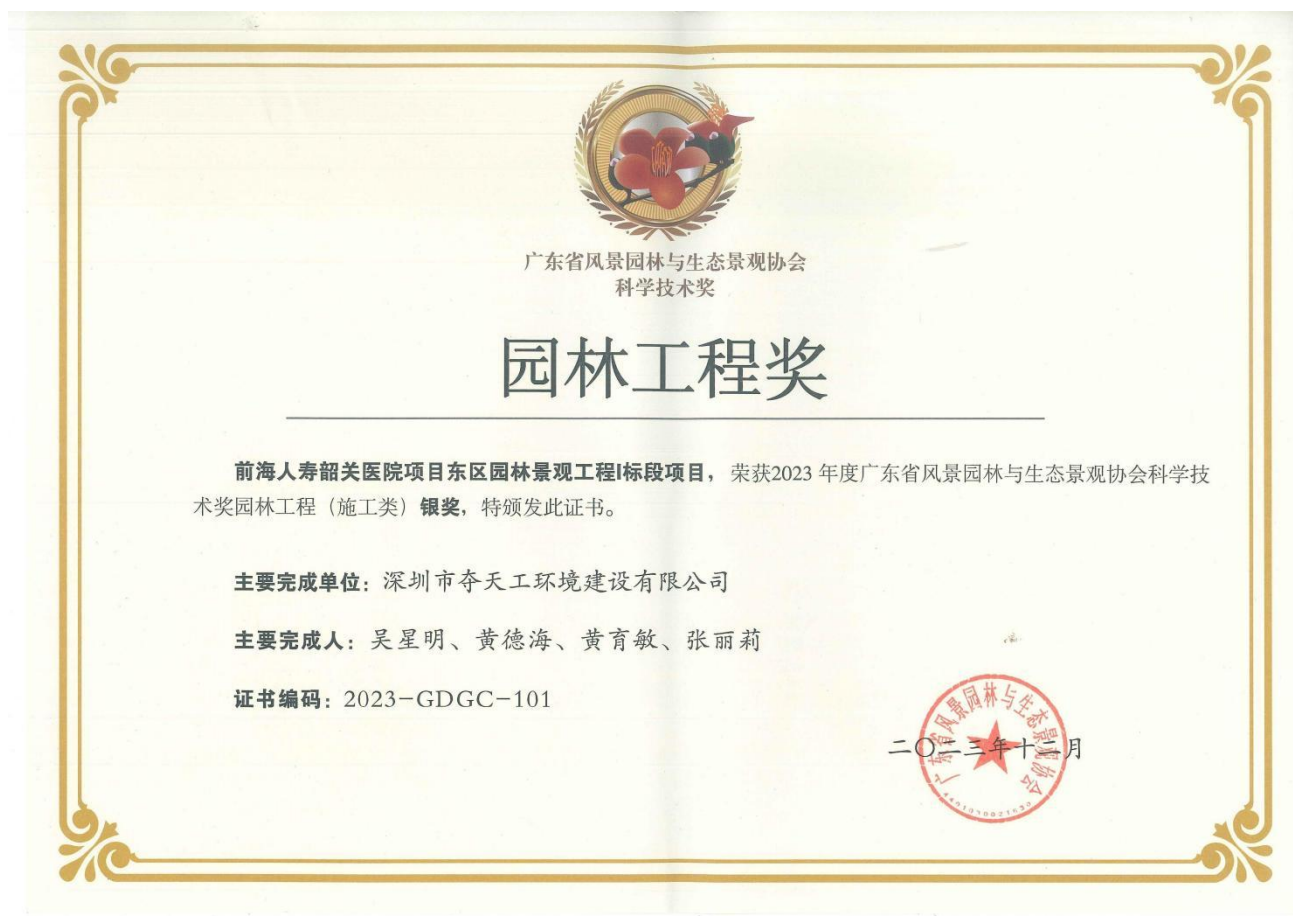 广东省风景园林与生态景观协会
科学技术奖
园林工程奖
前海人寿韶关医院项目东区园林景观工程I标段项目，荣获2023 年度广东省风景园林与生态景观协会科学技
术奖园林工程（施工类）银奖，特颁发此证书。
主要完成单位：深圳市夺天工环境建设有限公司
主要完成人：吴星明、黄德海、黄育敏、张丽莉
证书编码：2023-GDGC-101
广东省风景园林与生态景观协会
二〇二三年十二月